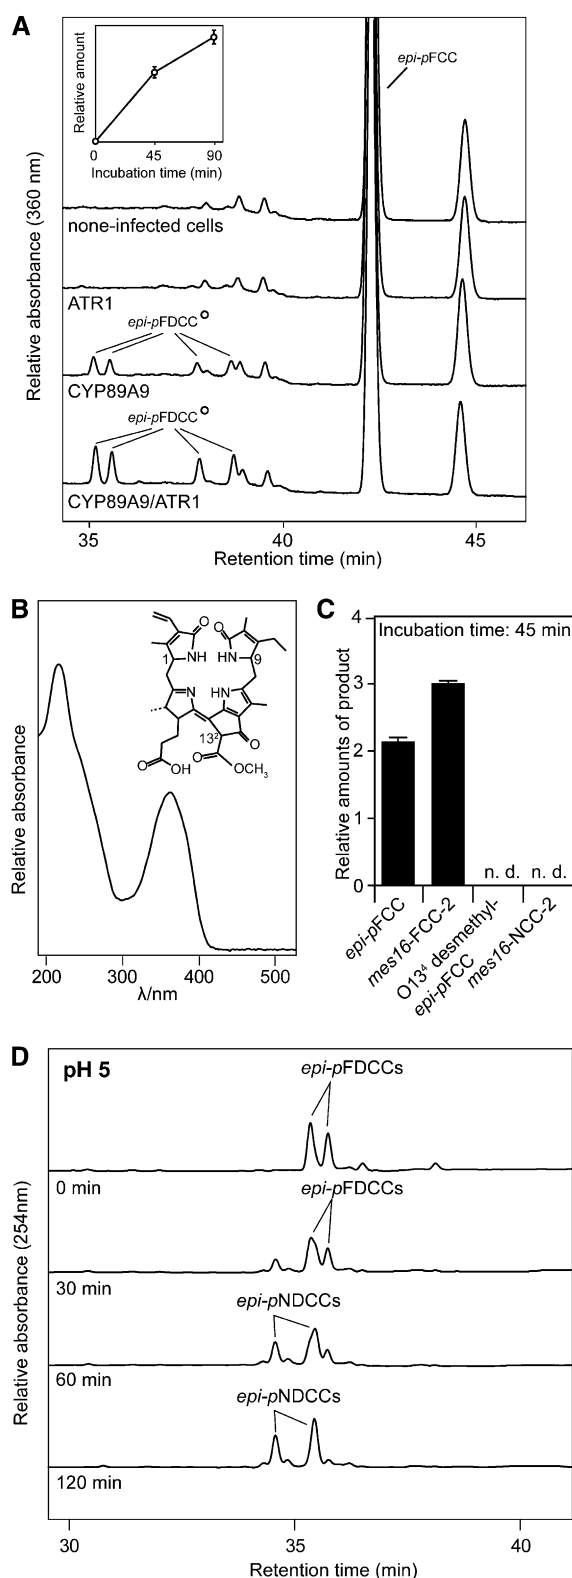 A
Relative amount
0
45
90
Incubation time (min)
epi-pFCC
Relative absorbance (360 nm)
none-infected cells
ATR1
epi-pFDCC
CYP89A9
epi-pFDCC
CYP89A9/ATR1
35
40
45
Retention time (min)
B
Relative absorbance
O
O
1
NH
HN
9
N
HN
13²
O
O
OH
O
OCH₃
200
300
400
500
λ/nm
C
Relative amounts of product
4
3
2
1
0
Incubation time: 45 min
n. d.
n. d.
epi-pFCC
mes16-FCC-2
O13⁴ desmethyl-
epi-pFCC
mes16-NCC-2
D
pH 5
Relative absorbance (254nm)
epi-pFDCCs
0 min
epi-pFDCCs
30 min
epi-pNDCCs
60 min
epi-pNDCCs
120 min
30
35
40
Retention time (min)